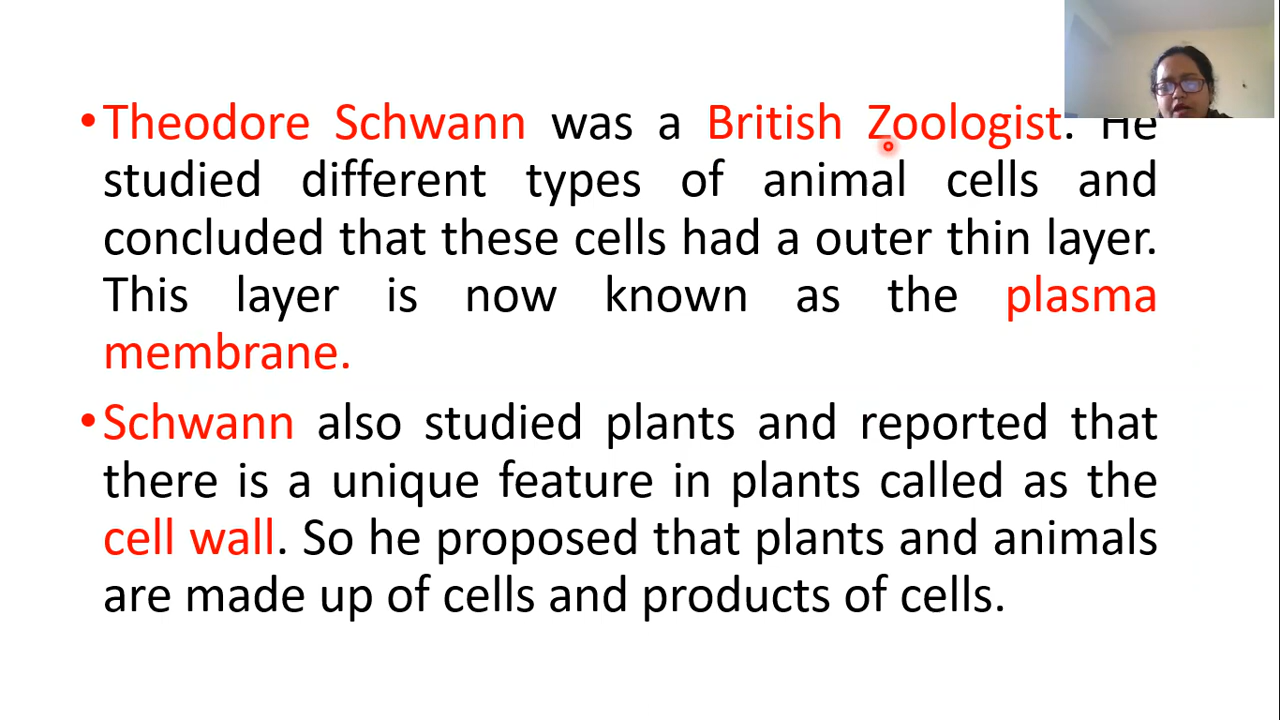 •Theodore Schwann was a British Zoologist. He
studied different types of animal cells and
concluded that these cells had a outer thin layer.
This layer is now known as the plasma
membrane.
•Schwann also studied plants and reported that
there is a unique feature in plants called as the
cell wall. So he proposed that plants and animals
are made up of cells and products of cells.